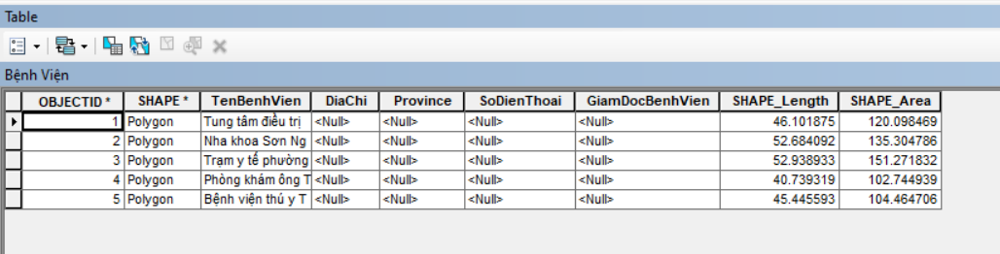 Table
Bệnh Viện
OBJECTID * SHAPE * TenBenhVien DiaChi Province SoDienThoai GiamDocBenhVien SHAPE_Length SHAPE_Area
1 Polygon Tung tâm điều trị <Null> <Null> <Null> <Null> 46.101875 120.098469
2 Polygon Nha khoa Sơn Ng <Null> <Null> <Null> <Null> 52.684092 135.304786
3 Polygon Trạm y tế phường <Null> <Null> <Null> <Null> 52.938933 151.271832
4 Polygon Phòng khám ông T <Null> <Null> <Null> <Null> 40.739319 102.744939
5 Polygon Bệnh viện thú y T <Null> <Null> <Null> <Null> 45.445593 104.464706